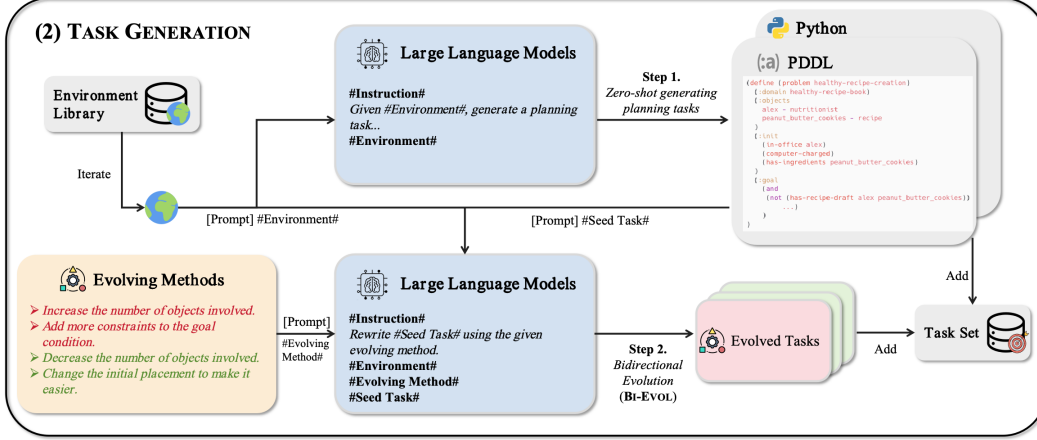 (2) TASK GENERATION
Environment
Library
Iterate
Large Language Models
#Instruction#
Given #Environment#, generate a planning
task...
#Environment#
Step 1.
Zero-shot generating
planning tasks
Python
(:a) PDDL
(define (problem healthy-recipe-creation)
(:domain healthy-recipe-book)
(:objects
alex - nutritionist
peanut_butter_cookies - recipe
)
(:init
(in-office alex)
(computer-charged)
(has-ingredients peanut_butter_cookies)
)
(:goal
(and
(not (has-recipe-draft alex peanut_butter_cookies))
...)
)
)
[Prompt] #Environment#
[Prompt] #Seed Task#
Evolving Methods
➢ Increase the number of objects involved.
➢ Add more constraints to the goal
condition.
➢ Decrease the number of objects involved.
➢ Change the initial placement to make it
easier.
[Prompt]
#Evolving
Method#
Large Language Models
#Instruction#
Rewrite #Seed Task# using the given
evolving method.
#Environment#
#Evolving Method#
#Seed Task#
Step 2.
Bidirectional
Evolution
(BI-EVOL)
Evolved Tasks
Add
Add
Task Set